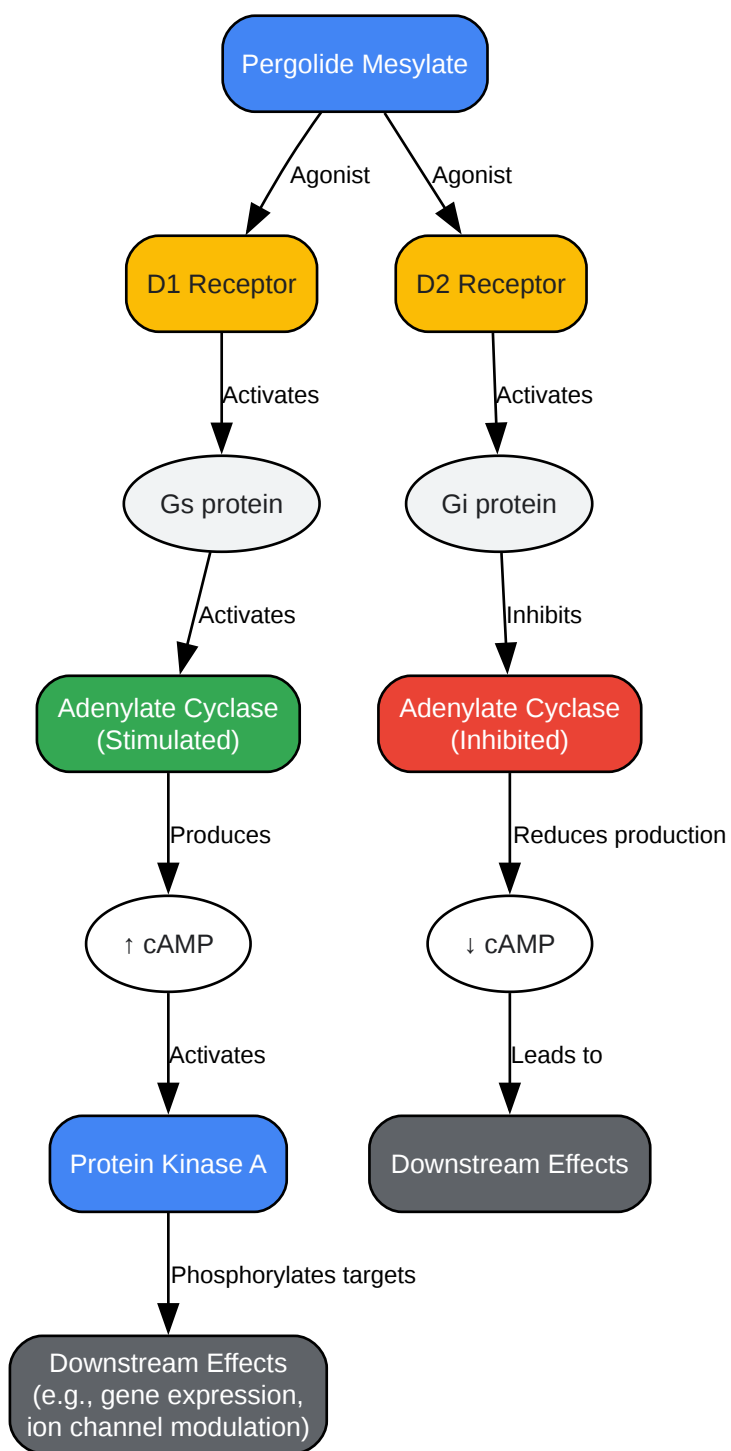 Pergolide Mesylate
Agonist
Agonist
D1 Receptor
D2 Receptor
Activates
Activates
Gs protein
Gi protein
Activates
Inhibits
Adenylate Cyclase
(Stimulated)
Adenylate Cyclase
(Inhibited)
Produces
Reduces production
↑ cAMP
↓ cAMP
Activates
Leads to
Protein Kinase A
Downstream Effects
Phosphorylates targets
Downstream Effects
(e.g., gene expression,
ion channel modulation)